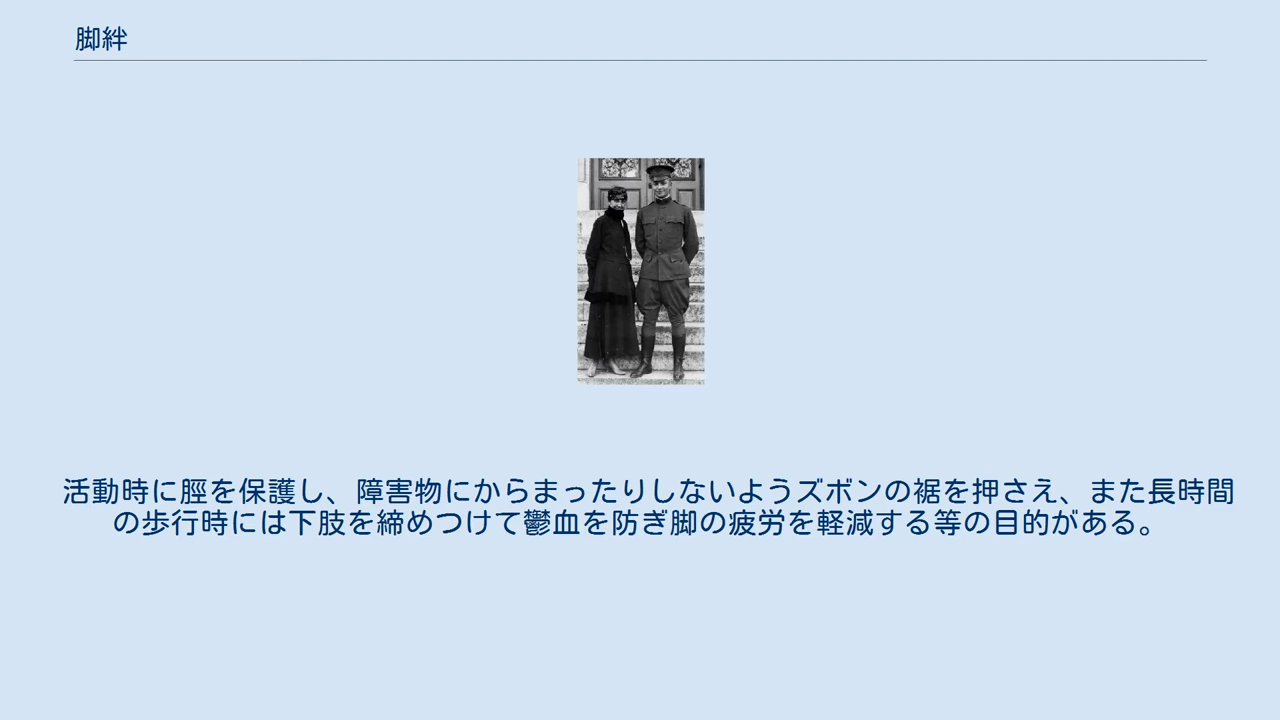 脚絆
活動時に脛を保護し、障害物にからまったりしないようズボンの裾を押さえ、また長時間
の歩行時には下肢を締めつけて鬱血を防ぎ脚の疲労を軽減する等の目的がある。